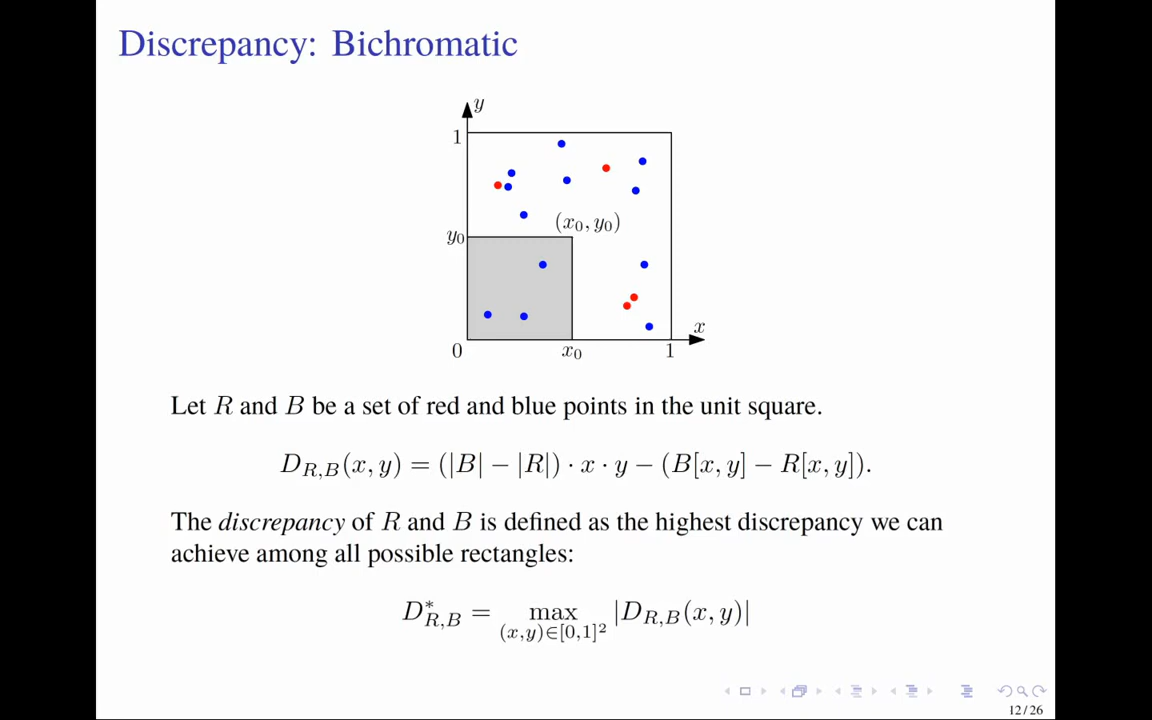 Discrepancy: Bichromatic
y
1
(x₀, y₀)
y₀
x
0
x₀
1
Let R and B be a set of red and blue points in the unit square.
D_{R,B}(x, y) = (|B| − |R|) · x · y − (B[x, y] − R[x, y]).
The discrepancy of R and B is defined as the highest discrepancy we can
achieve among all possible rectangles:
D*_{R,B} = max_{(x,y)∈[0,1]²} |D_{R,B}(x, y)|
12 / 26